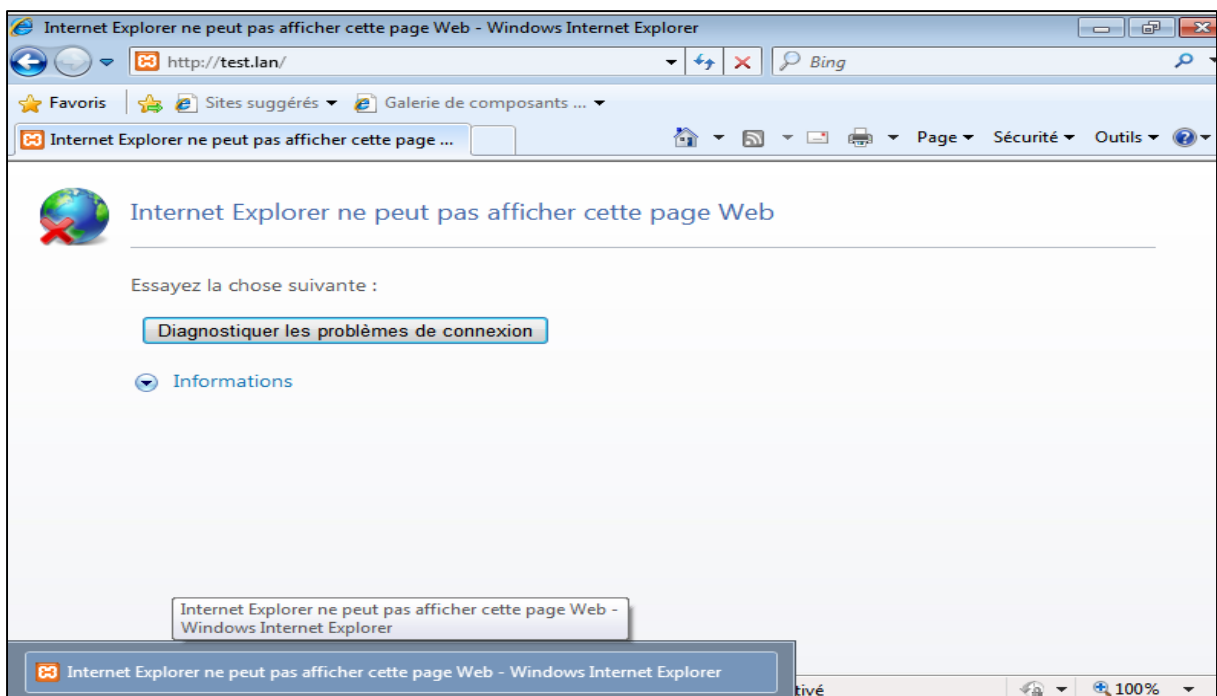 Internet Explorer ne peut pas afficher cette page Web - Windows Internet Explorer
http://test.lan/
Bing
Favoris
Sites suggérés
Galerie de composants ...
Internet Explorer ne peut pas afficher cette page ...
Page
Sécurité
Outils
Internet Explorer ne peut pas afficher cette page Web
Essayez la chose suivante :
Diagnostiquer les problèmes de connexion
Informations
Internet Explorer ne peut pas afficher cette page Web -
Windows Internet Explorer
Internet Explorer ne peut pas afficher cette page Web - Windows Internet Explorer
tivé
100%